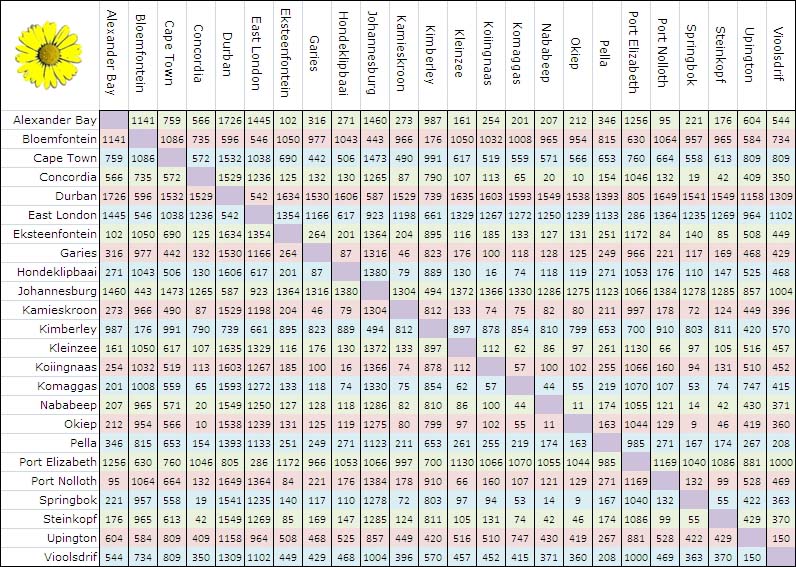 Alexander Bay Bloemfontein Cape Town Concordia Durban East London Eksteenfontein Garies Hondeklipbaai Johannesburg Kamieskroon Kimberley Kleinzee Koiingnaas Komaggas Nababeep Okiep Pella Port Elizabeth Port Nolloth Springbok Steinkopf Upington Vioolsdrif
Alexander Bay 1141 759 566 1726 1445 102 316 271 1460 273 987 161 254 201 207 212 346 1256 95 221 176 604 544
Bloemfontein 1141 1086 735 596 546 1050 977 1043 443 966 176 1050 1032 1008 965 954 815 630 1064 957 965 584 734
Cape Town 759 1086 572 1532 1038 690 442 506 1473 490 991 617 519 559 571 566 653 760 664 558 613 809 809
Concordia 566 735 572 1529 1236 125 132 130 1265 87 790 107 113 65 20 10 154 1046 132 19 42 409 350
Durban 1726 596 1532 1529 542 1634 1530 1606 587 1529 739 1635 1603 1593 1549 1538 1393 805 1649 1541 1549 1158 1309
East London 1445 546 1038 1236 542 1354 1166 617 923 1198 661 1329 1267 1272 1250 1239 1133 286 1364 1235 1269 964 1102
Eksteenfontein 102 1050 690 125 1634 1354 264 201 1364 204 895 116 185 133 127 131 251 1172 84 140 85 508 449
Garies 316 977 442 132 1530 1166 264 87 1316 46 823 176 100 118 128 125 249 966 221 117 169 468 429
Hondeklipbaai 271 1043 506 130 1606 617 201 87 1380 79 889 130 16 74 118 119 271 1053 176 110 147 525 468
Johannesburg 1460 443 1473 1265 587 923 1364 1316 1380 1304 494 1372 1366 1330 1286 1275 1123 1066 1384 1278 1285 857 1004
Kamieskroon 273 966 490 87 1529 1198 204 46 79 1304 812 133 74 75 82 80 211 997 178 72 124 449 396
Kimberley 987 176 991 790 739 661 895 823 889 494 812 897 878 854 810 799 653 700 910 803 811 420 570
Kleinzee 161 1050 617 107 1635 1329 116 176 130 1372 133 897 112 62 86 97 261 1130 66 97 105 516 457
Koiingnaas 254 1032 519 113 1603 1267 185 100 16 1366 74 878 112 57 100 102 255 1066 160 94 131 510 452
Komaggas 201 1008 559 65 1593 1272 133 118 74 1330 75 854 62 57 44 55 219 1070 107 53 74 747 415
Nababeep 207 965 571 20 1549 1250 127 128 118 1286 82 810 86 100 44 11 174 1055 121 14 42 430 371
Okiep 212 954 566 10 1538 1239 131 125 119 1275 80 799 97 102 55 11 163 1044 129 9 46 419 360
Pella 346 815 653 154 1393 1133 251 249 271 1123 211 653 261 255 219 174 163 985 271 167 174 267 208
Port Elizabeth 1256 630 760 1046 805 286 1172 966 1053 1066 997 700 1130 1066 1070 1055 1044 985 1169 1040 1086 881 1000
Port Nolloth 95 1064 664 132 1649 1364 84 221 176 1384 178 910 66 160 107 121 129 271 1169 132 99 528 469
Springbok 221 957 558 19 1541 1235 140 117 110 1278 72 803 97 94 53 14 9 167 1040 132 55 422 363
Steinkopf 176 965 613 42 1549 1269 85 169 147 1285 124 811 105 131 74 42 46 174 1086 99 55 429 370
Upington 604 584 809 409 1158 964 508 468 525 857 449 420 516 510 747 430 419 267 881 528 422 429 150
Vioolsdrif 544 734 809 350 1309 1102 449 429 468 1004 396 570 457 452 415 371 360 208 1000 469 363 370 150